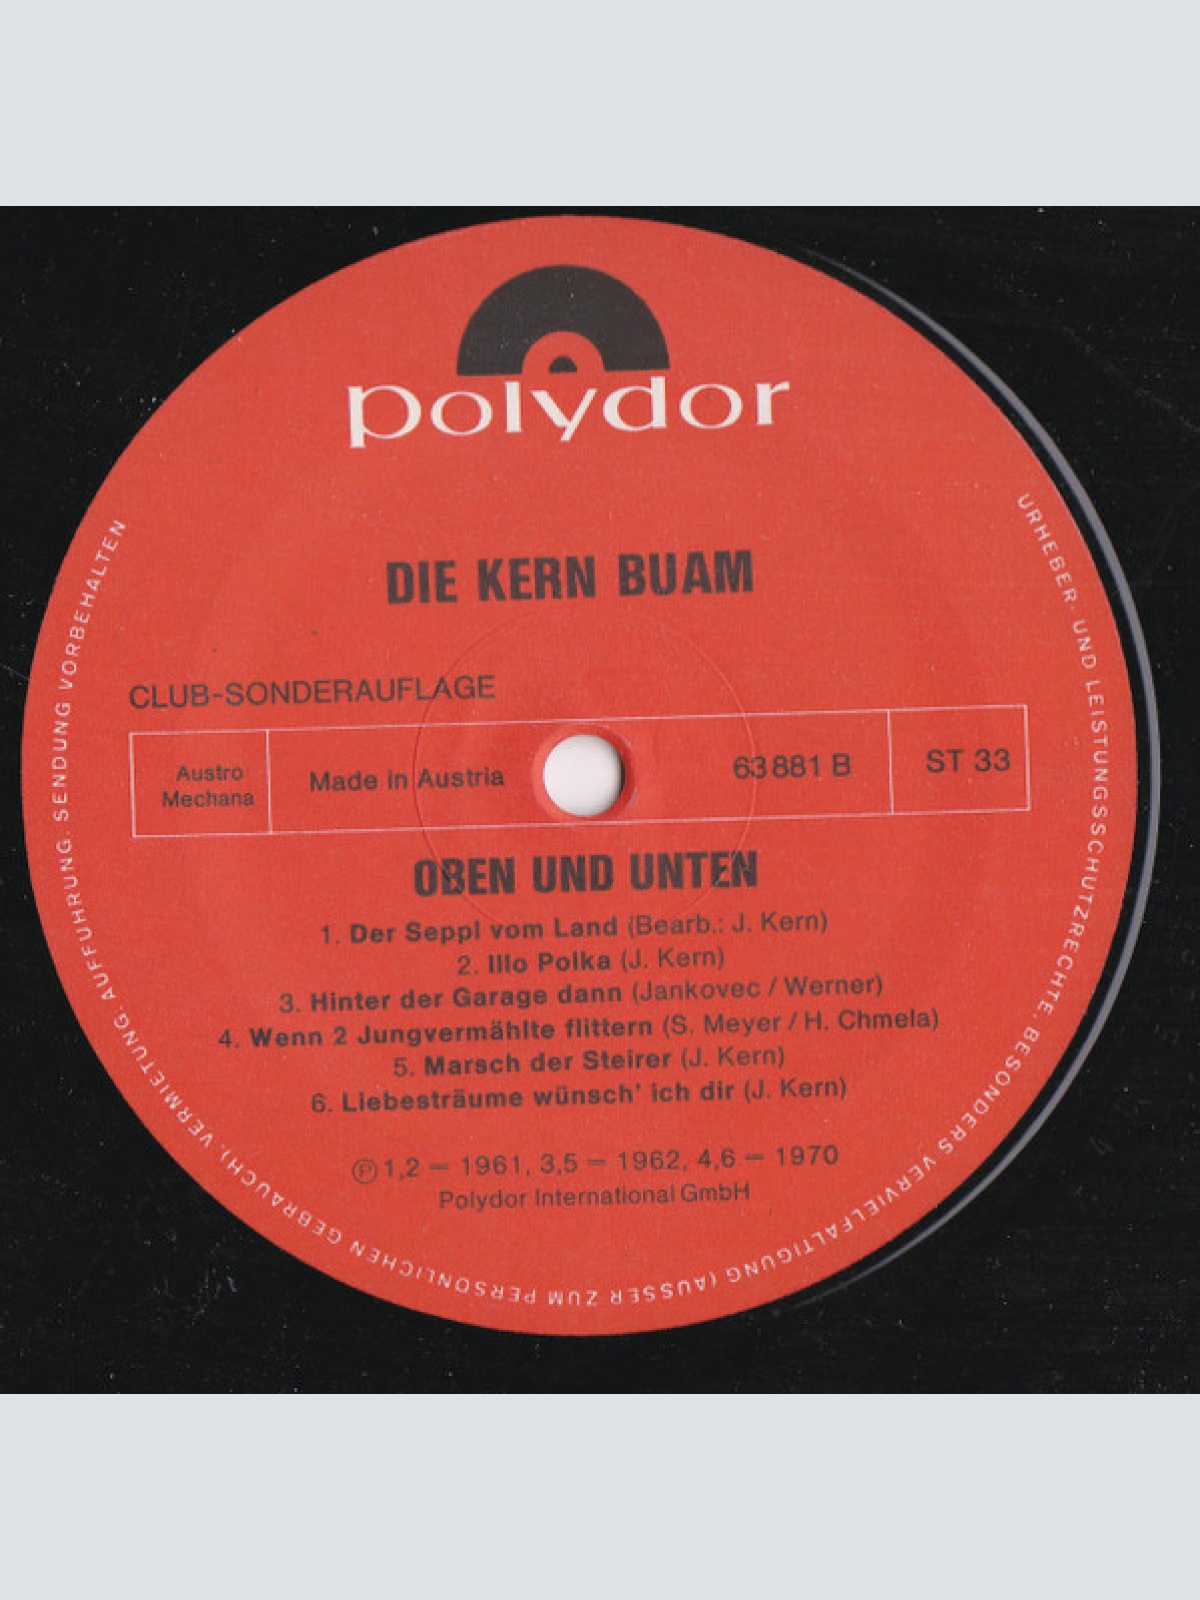 polydor
DIE KERN BUAM
CLUB-SONDERAUFLAGE
Austro
Mechana
Made in Austria
63 881 B
ST 33
OBEN UND UNTEN
1. Der Seppl vom Land (Bearb.: J. Kern)
2. Illo Polka (J. Kern)
3. Hinter der Garage dann (Jankovec / Werner)
4. Wenn 2 Jungvermählte flittern (S. Meyer / H. Chmela)
5. Marsch der Steirer (J. Kern)
6. Liebesträume wünsch' ich dir (J. Kern)
Ⓟ 1,2 — 1961, 3,5 — 1962, 4,6 — 1970
Polydor International GmbH
URHEBER- UND LEISTUNGSSCHUTZRECHTE, BESONDERS VERVIELFÄLTIGUNG (AUSSER ZUM PERSÖNLICHEN GEBRAUCH), VERMIETUNG, AUFFÜHRUNG, SENDUNG VORBEHALTEN